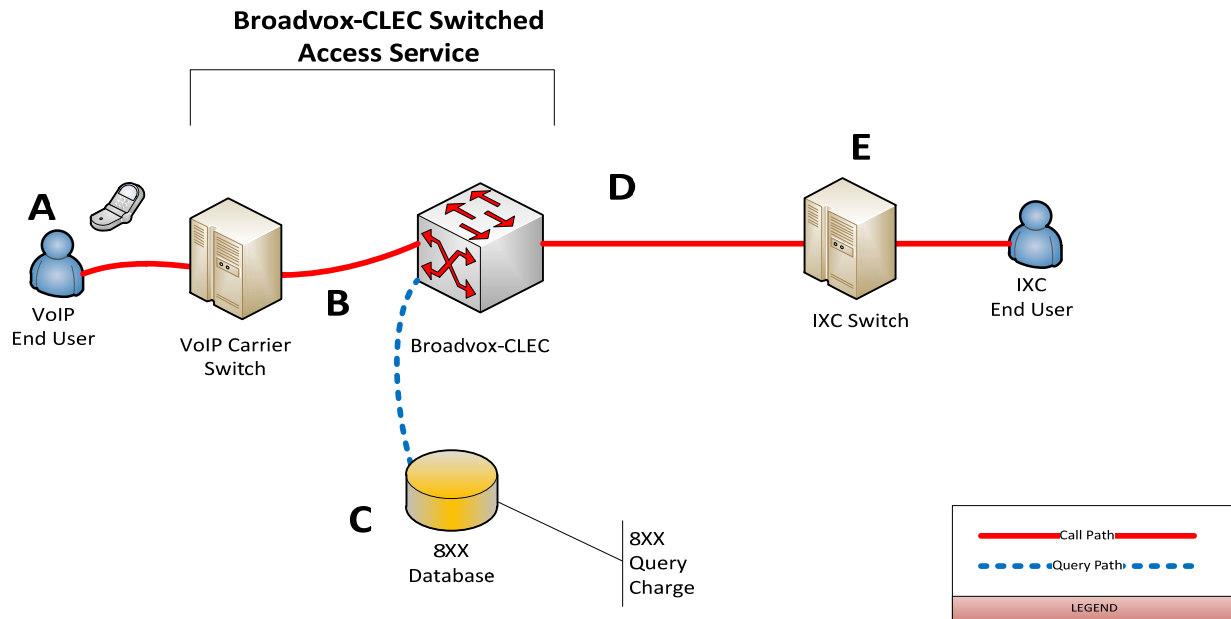 Broadvox-CLEC Switched
Access Service
A
B
C
D
E
VoIP
End User
VoIP Carrier
Switch
Broadvox-CLEC
IXC Switch
IXC
End User
8XX
Database
8XX
Query
Charge
Call Path
Query Path
LEGEND